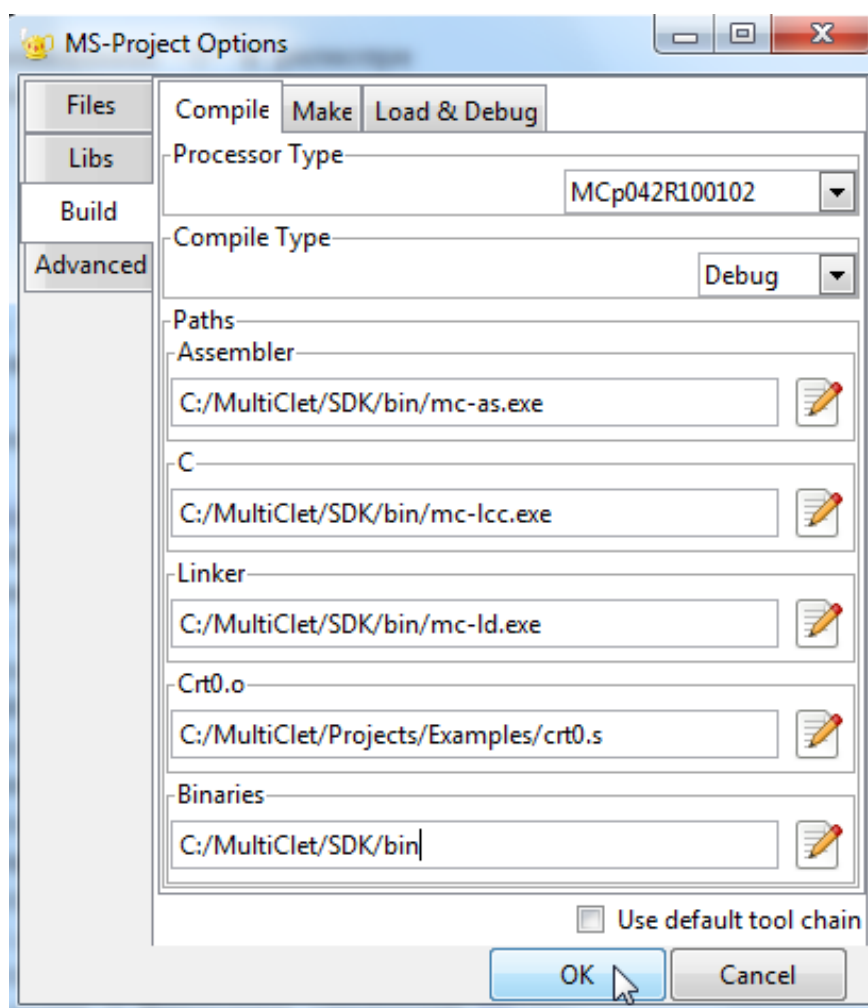 MS-Project Options
Files
Libs
Build
Advanced
Compile Make Load & Debug
Processor Type
MCp042R100102
Compile Type
Debug
Paths
Assembler
C:/MultiClet/SDK/bin/mc-as.exe
C
C:/MultiClet/SDK/bin/mc-lcc.exe
Linker
C:/MultiClet/SDK/bin/mc-ld.exe
Crt0.o
C:/MultiClet/Projects/Examples/crt0.s
Binaries
C:/MultiClet/SDK/bin
Use default tool chain
OK Cancel